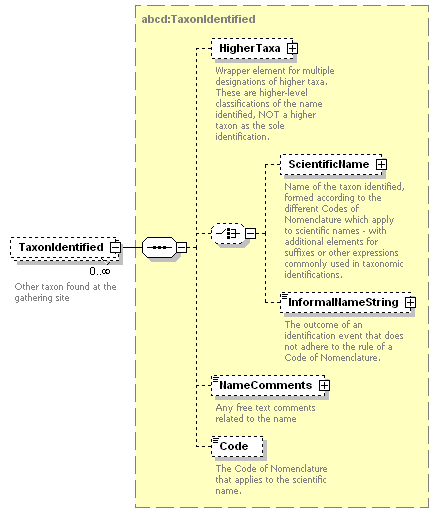 abcd:TaxonIdentified
HigherTaxa
Wrapper element for multiple
designations of higher taxa.
These are higher-level
classifications of the name
identified, NOT a higher
taxon as the sole
identification.
ScientificName
Name of the taxon identified,
formed according to the
different Codes of
Nomenclature which apply
to scientific names - with
additional elements for
suffixes or other expressions
commonly used in taxonomic
identifications.
TaxonIdentified
0..∞
Other taxon found at the
gathering site
InformalNameString
The outcome of an
identification event that does
not adhere to the rule of a
Code of Nomenclature.
NameComments
Any free text comments
related to the name
Code
The Code of Nomenclature
that applies to the scientific
name.